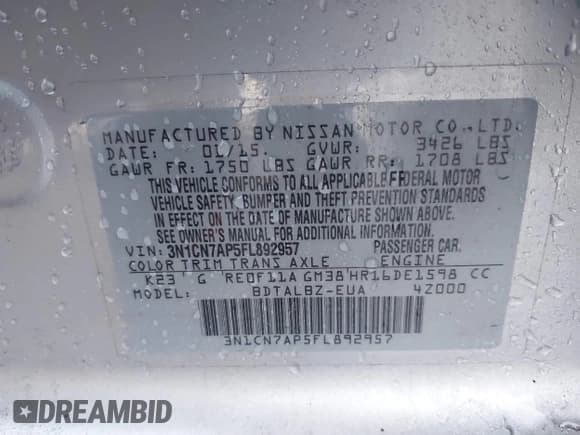 MANUFACTURED BY NISSAN MOTOR CO.,LTD.
DATE: 01/15. GVWR: 3426 LBS
GAWR FR: 1750 LBS GAWR RR: 1708 LBS
THIS VEHICLE CONFORMS TO ALL APPLICABLE FEDERAL MOTOR
VEHICLE SAFETY, BUMPER AND THEFT PREVENTION STANDARDS
IN EFFECT ON THE DATE OF MANUFACTURE SHOWN ABOVE.
SEE OWNER'S MANUAL FOR ADDITIONAL INFORMATION.
VIN: 3N1CN7AP5FL892957 PASSENGER CAR.
COLOR TRIM TRANS AXLE ENGINE
K23 G RE0F11A GM38 HR16DE1598 CC
MODEL: BDTALBZ-EUA 42000
3N1CN7AP5FL892957
DREAMBID